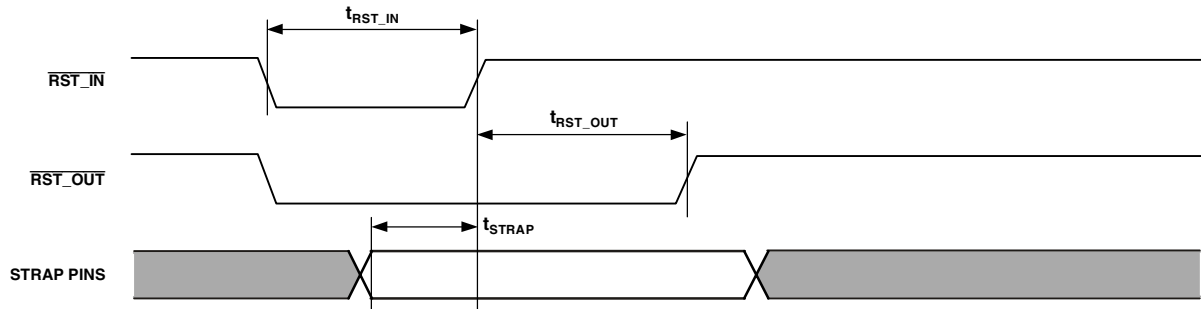 tRST_IN
RST_IN
tRST_OUT
RST_OUT
tSTRAP
STRAP PINS